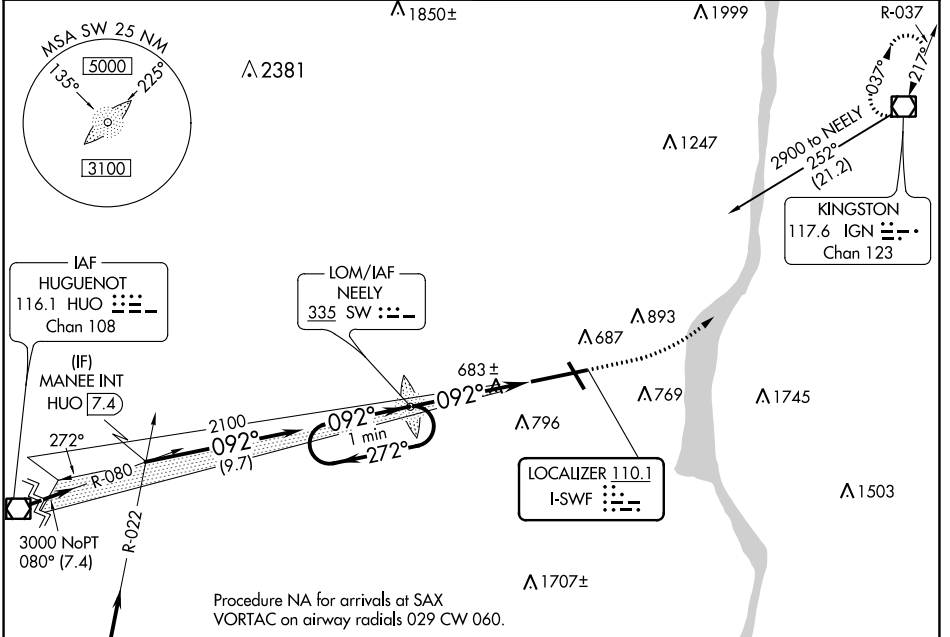 1850±
1999
R-037
MSA SW 25 NM
5000
135°
225°
3100
2381
037°
217°
1247
2900 to NEELY
252°
(21.2)
KINGSTON
117.6 IGN
Chan 123
IAF
HUGUENOT
116.1 HUO
Chan 108
LOM/IAF
NEELY
335 SW
(IF)
MANEE INT
HUO 7.4
893
687
683±
769
1745
796
2100
092°
092°
092°
1 min
272°
272°
(9.7)
R-080
R-022
3000 NoPT
080° (7.4)
LOCALIZER 110.1
I-SWF
1503
1707±
Procedure NA for arrivals at SAX
VORTAC on airway radials 029 CW 060.